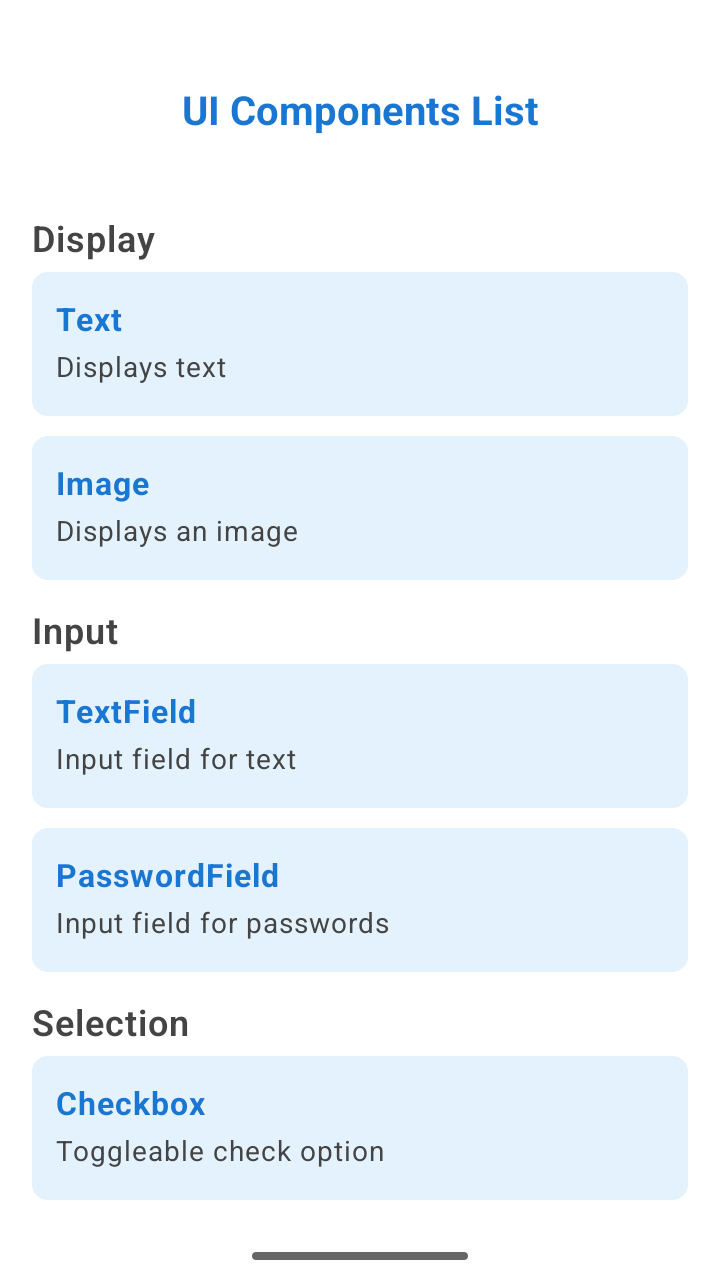 UI Components List
Display
Text
Displays text
Image
Displays an image
Input
TextField
Input field for text
PasswordField
Input field for passwords
Selection
Checkbox
Toggleable check option